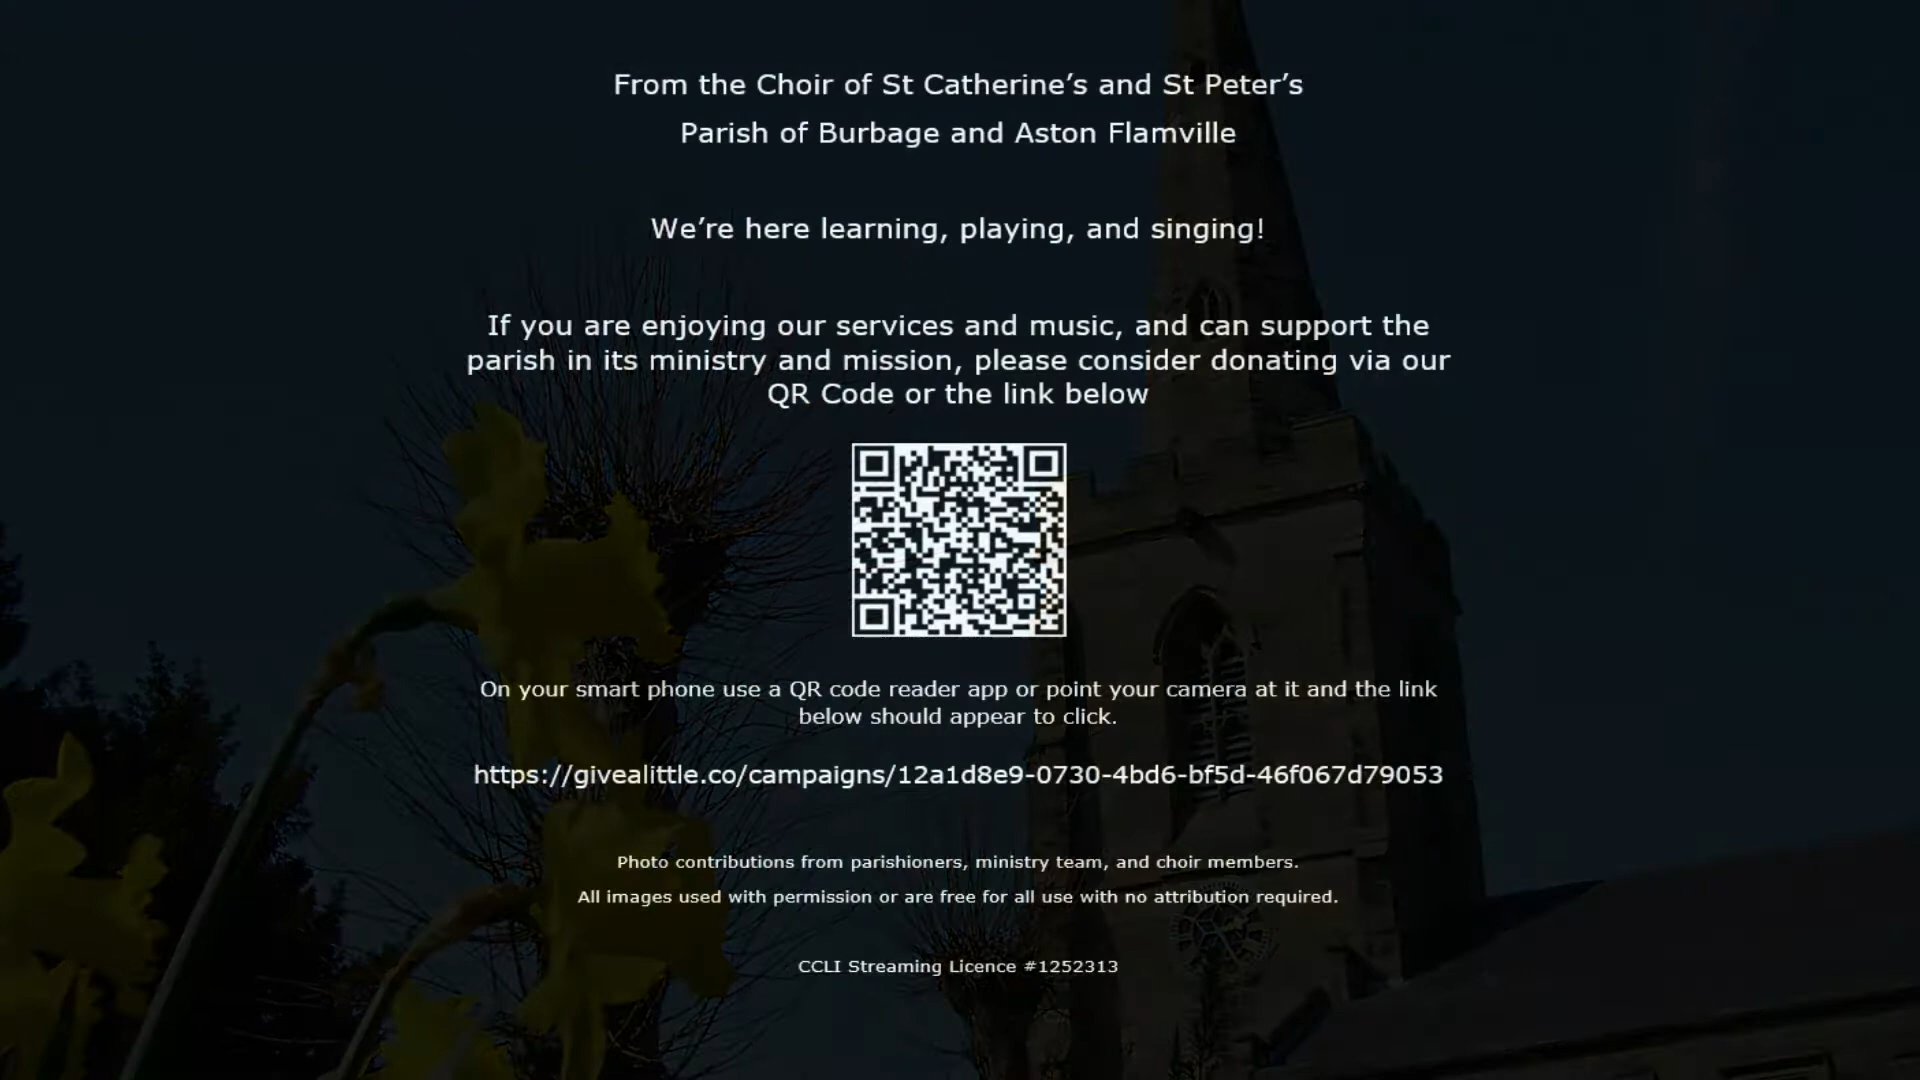 From the Choir of St Catherine’s and St Peter’s
Parish of Burbage and Aston Flamville
We’re here learning, playing, and singing!
If you are enjoying our services and music, and can support the
parish in its ministry and mission, please consider donating via our
QR Code or the link below
On your smart phone use a QR code reader app or point your camera at it and the link
below should appear to click.
https://givealittle.co/campaigns/12a1d8e9-0730-4bd6-bf5d-46f067d79053
Photo contributions from parishioners, ministry team, and choir members.
All images used with permission or are free for all use with no attribution required.
CCLI Streaming Licence #1252313